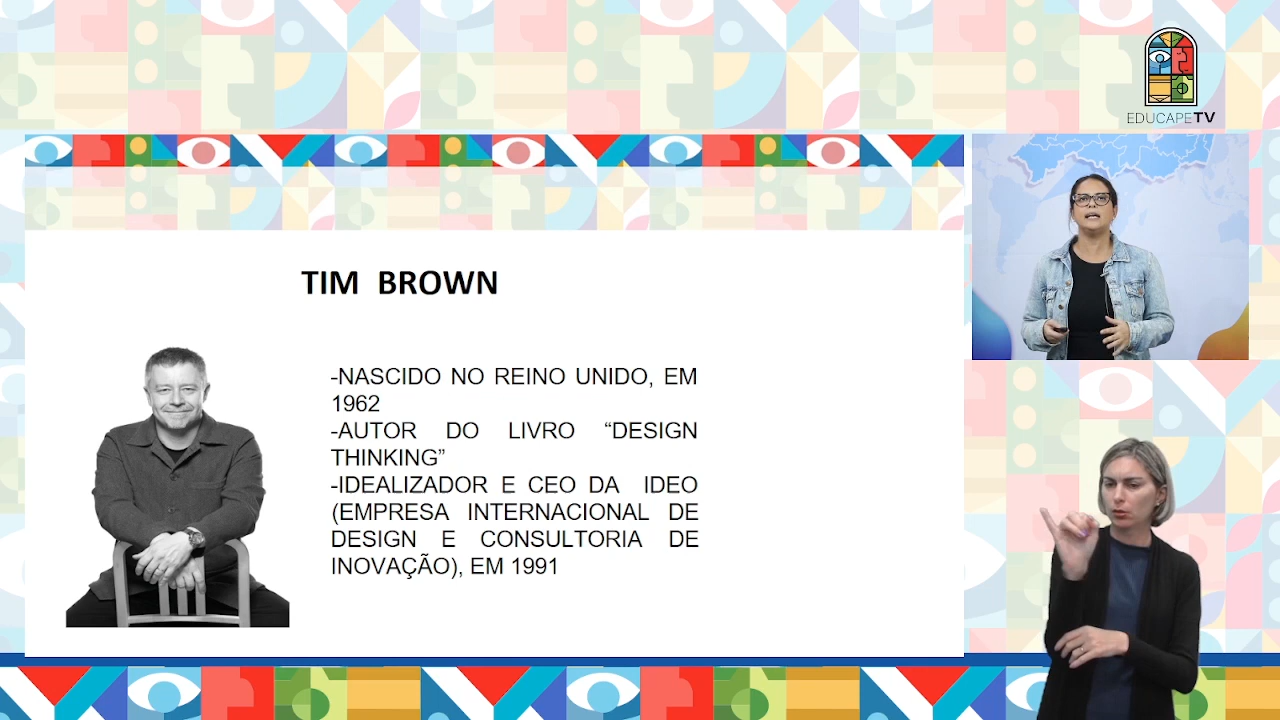 EDUCAPETV
TIM BROWN
-NASCIDO NO REINO UNIDO, EM
1962
-AUTOR DO LIVRO “DESIGN
THINKING”
-IDEALIZADOR E CEO DA IDEO
(EMPRESA INTERNACIONAL DE
DESIGN E CONSULTORIA DE
INOVAÇÃO), EM 1991